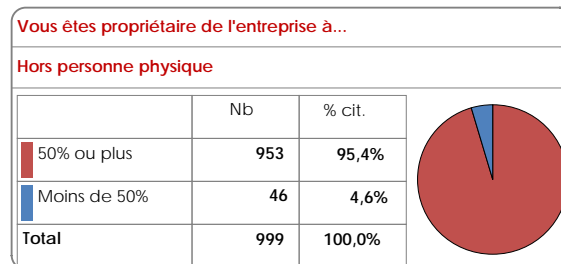 Vous êtes propriétaire de l'entreprise à...
Hors personne physique
Nb % cit.
50% ou plus 953 95,4%
Moins de 50% 46 4,6%
Total 999 100,0%